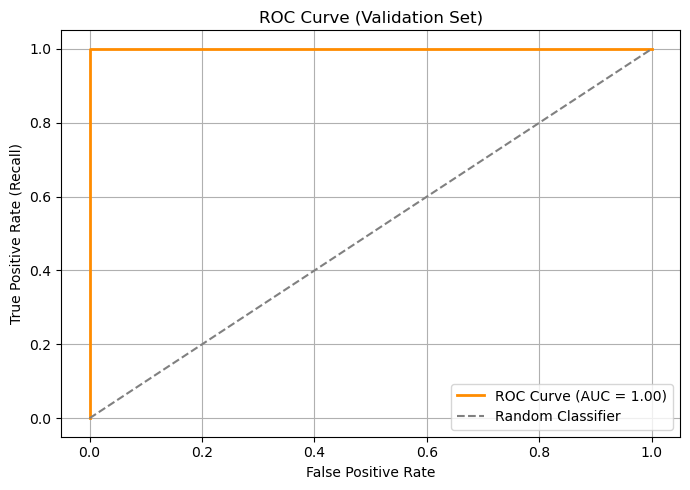 ROC Curve (Validation Set)
True Positive Rate (Recall)
1.0
0.8
0.6
0.4
0.2
0.0
ROC Curve (AUC = 1.00)
Random Classifier
0.0 0.2 0.4 0.6 0.8 1.0
False Positive Rate